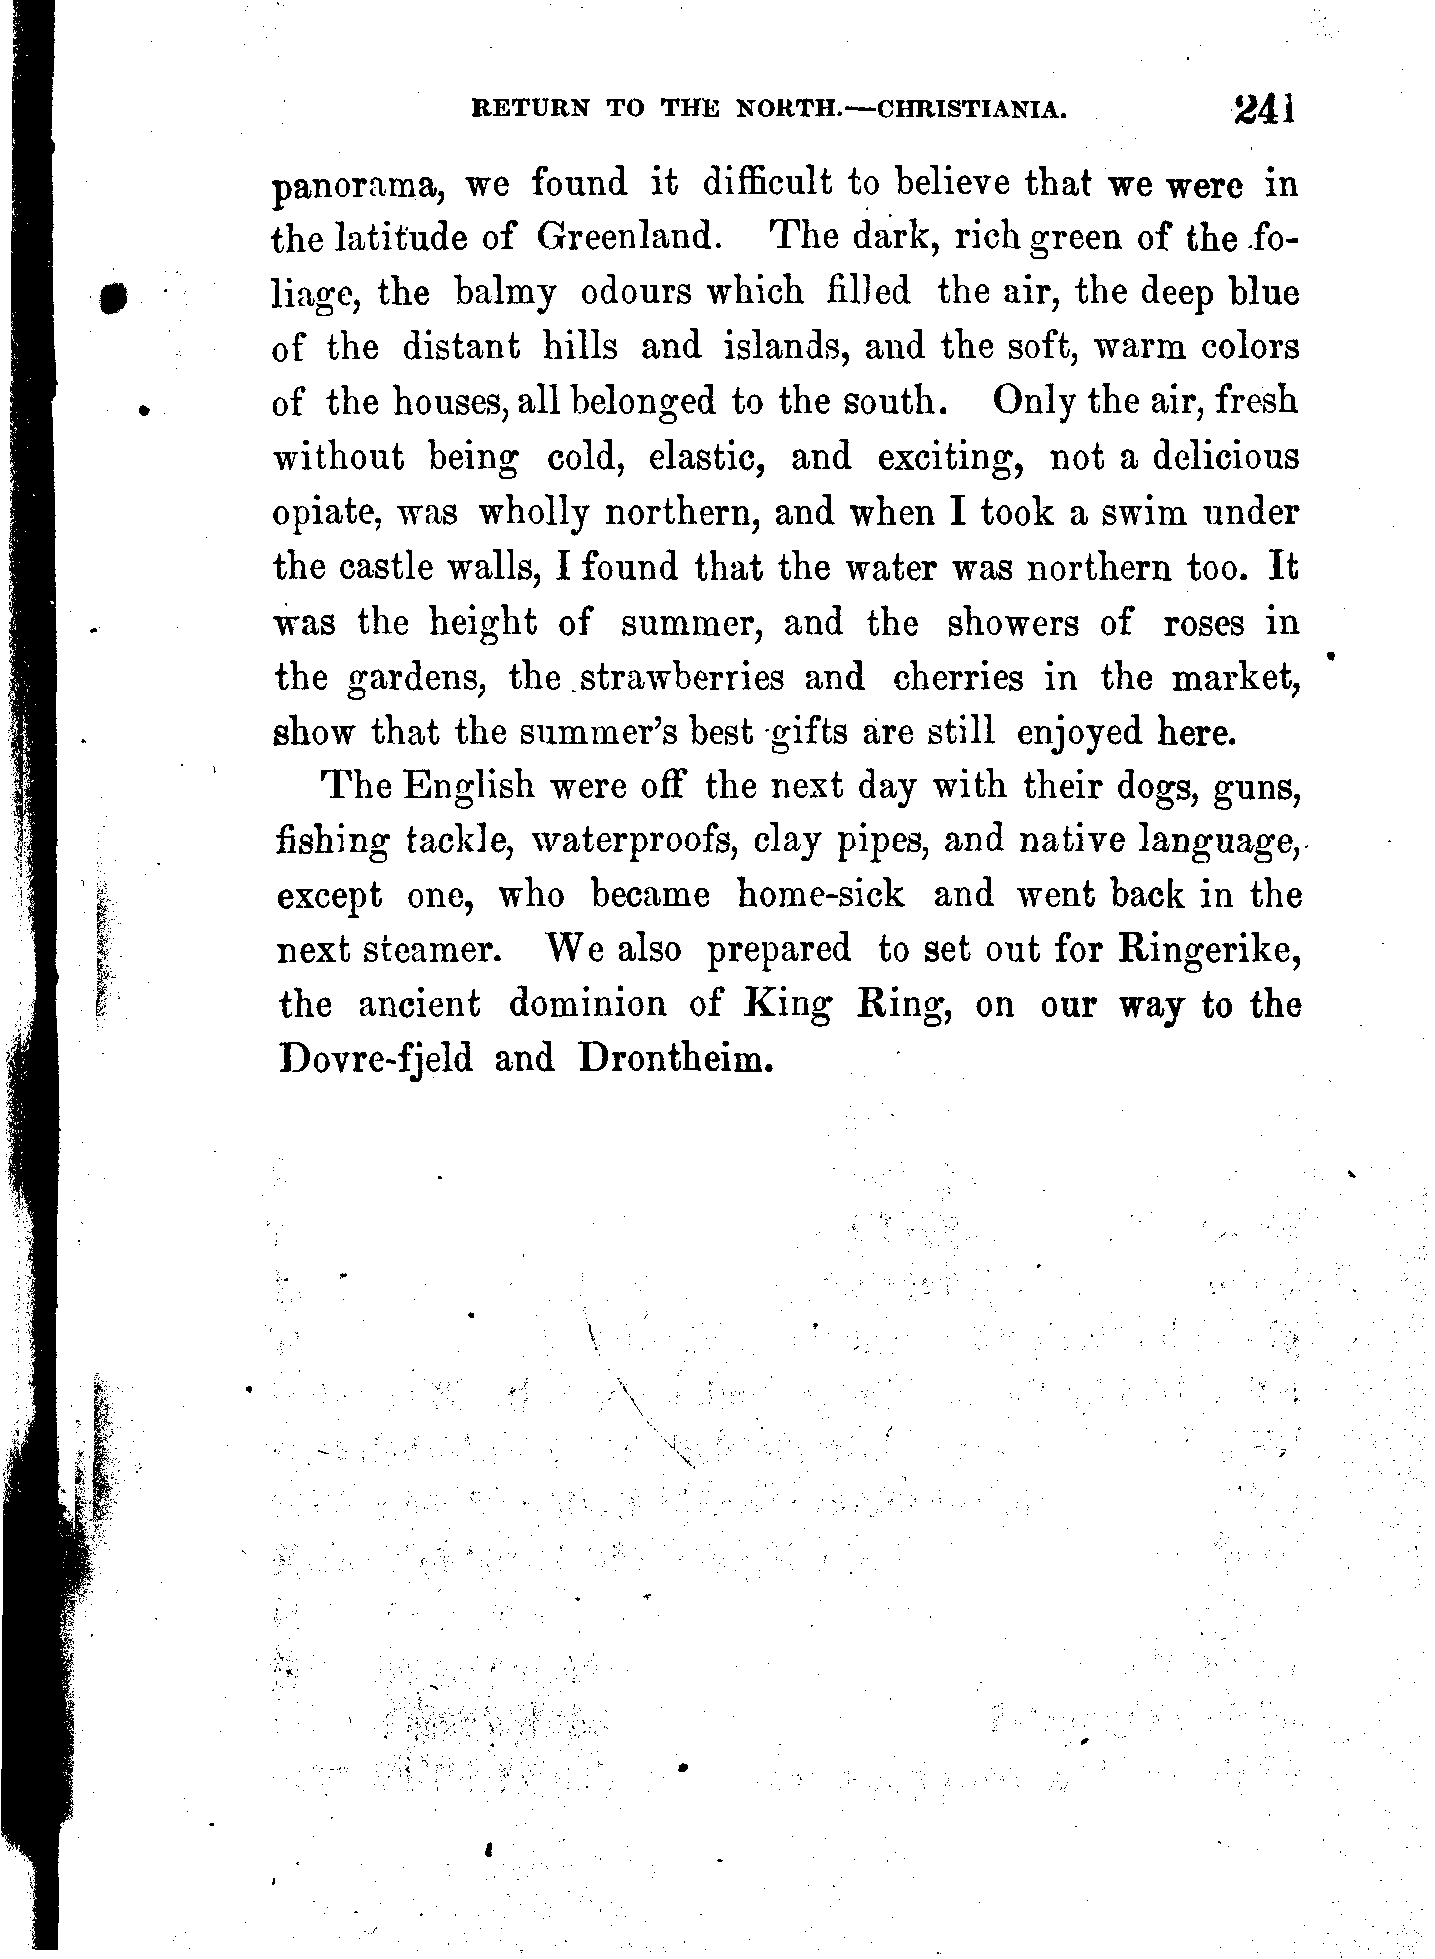 RETURN TO THE NORTH.—CHRISTIANIA. 241
panorama, we found it difficult to believe that we were in
the latitude of Greenland. The dark, rich green of the fo-
liage, the balmy odours which filled the air, the deep blue
of the distant hills and islands, and the soft, warm colors
of the houses, all belonged to the south. Only the air, fresh
without being cold, elastic, and exciting, not a delicious
opiate, was wholly northern, and when I took a swim under
the castle walls, I found that the water was northern too. It
was the height of summer, and the showers of roses in
the gardens, the strawberries and cherries in the market,
show that the summer's best gifts are still enjoyed here.
The English were off the next day with their dogs, guns,
fishing tackle, waterproofs, clay pipes, and native language,
except one, who became home-sick and went back in the
next steamer. We also prepared to set out for Ringerike,
the ancient dominion of King Ring, on our way to the
Dovre-fjeld and Drontheim.